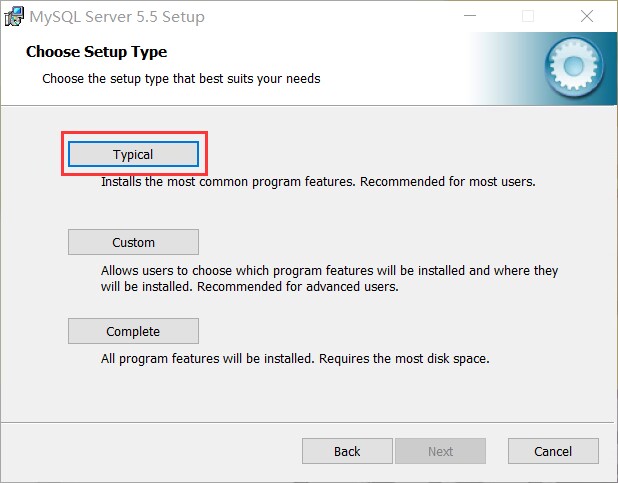 MySQL Server 5.5 Setup
Choose Setup Type
Choose the setup type that best suits your needs
Typical
Installs the most common program features. Recommended for most users.
Custom
Allows users to choose which program features will be installed and where they
will be installed. Recommended for advanced users.
Complete
All program features will be installed. Requires the most disk space.
Back
Next
Cancel